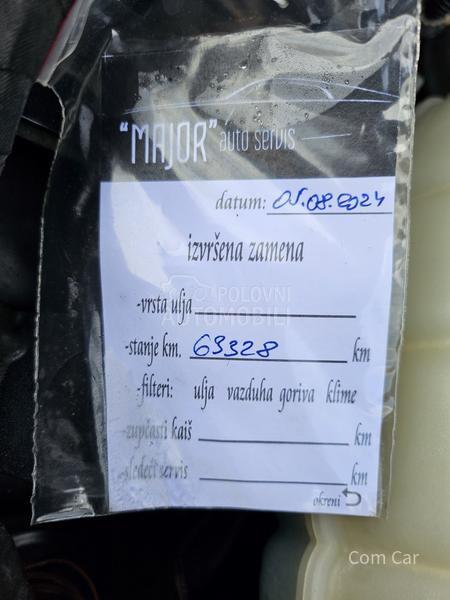 "MAJOR" auto servis
datum: 01.08.2024
izvršena zamena
-vrsta ulja
POLOVNI
AUTOMOBILI
-stanje km. 63328 km
-filteri: ulja vazduha goriva klime
-zupčasti kaiš km
-sledeći servis km
okreni
Com Car